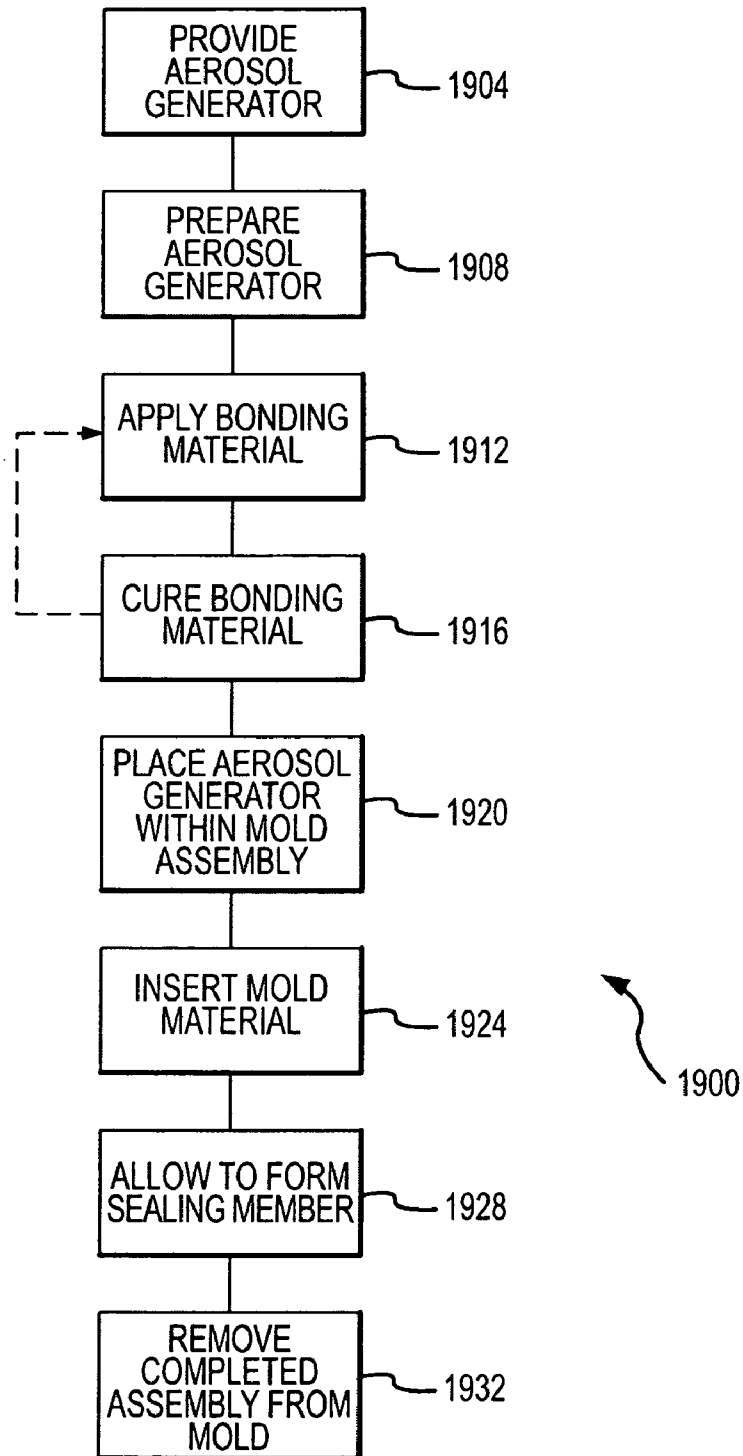 PROVIDE
AEROSOL
GENERATOR
1904
PREPARE
AEROSOL
GENERATOR
1908
APPLY BONDING
MATERIAL
1912
CURE BONDING
MATERIAL
1916
PLACE AEROSOL
GENERATOR
WITHIN MOLD
ASSEMBLY
1920
INSERT MOLD
MATERIAL
1924
1900
ALLOW TO FORM
SEALING MEMBER
1928
REMOVE
COMPLETED
ASSEMBLY FROM
MOLD
1932